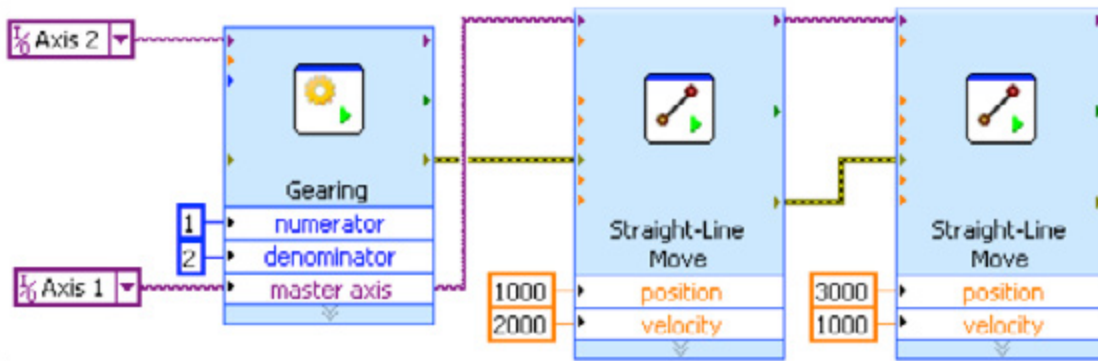 Axis 2
Gearing
1 numerator
2 denominator
Axis 1 master axis
Straight-Line
Move
1000 position
2000 velocity
Straight-Line
Move
3000 position
1000 velocity